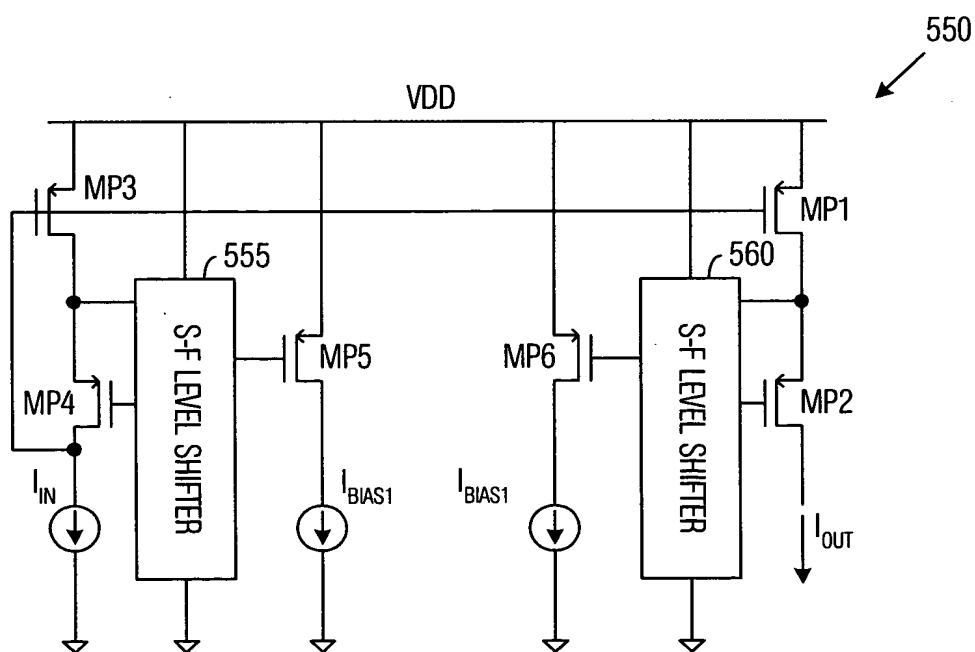 550
VDD
MP3
MP1
555
560
S-F LEVEL SHIFTER
S-F LEVEL SHIFTER
MP5
MP6
MP4
MP2
I_IN
I_BIAS1
I_BIAS1
I_OUT